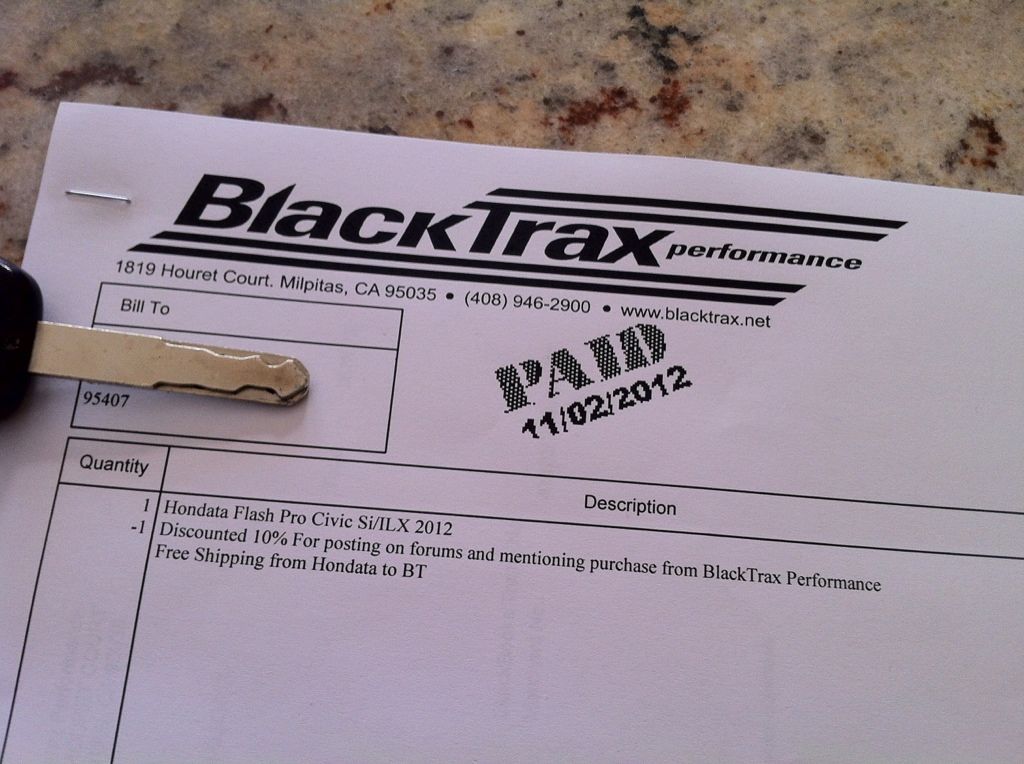 BlackTrax performance
1819 Houret Court. Milpitas, CA 95035 • (408) 946-2900 • www.blacktrax.net
Bill To
95407
PAID
11/02/2012
Quantity Description
1 Hondata Flash Pro Civic Si/ILX 2012
-1 Discounted 10% For posting on forums and mentioning purchase from BlackTrax Performance
Free Shipping from Hondata to BT